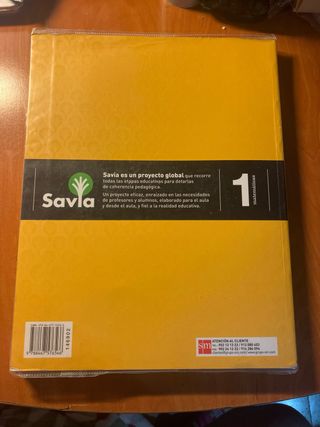 Savia
Savia es un proyecto global que recorre
todas las etapas educativas para dotarlas
de coherencia pedagógica.
Un proyecto eficaz, enraizado en las necesidades
de profesores y alumnos, elaborado para el aula
y desde el aula, y fiel a la realidad educativa.
1
matemáticas
146902
sm
ATENCIÓN AL CLIENTE